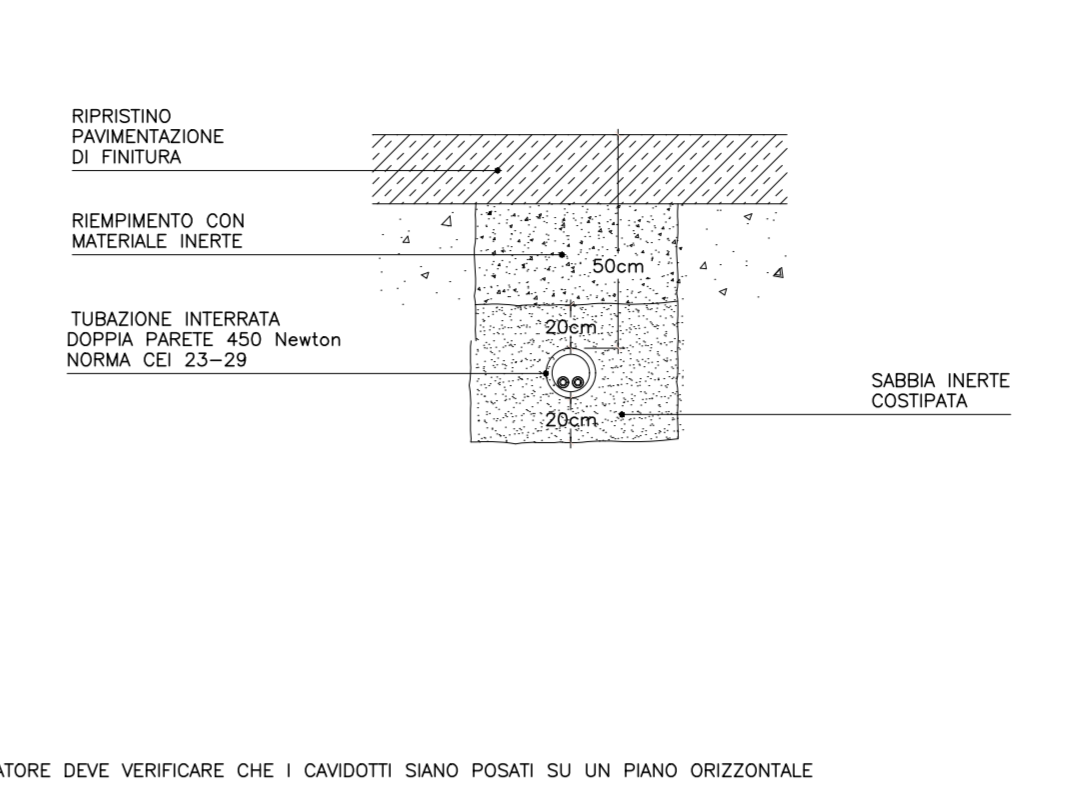 RIPRISTINO
PAVIMENTAZIONE
DI FINITURA
RIEMPIMENTO CON
MATERIALE INERTE
50cm
TUBAZIONE INTERRATA
DOPPIA PARETE 450 Newton
NORMA CEI 23-29
20cm
SABBIA INERTE
COSTIPATA
20cm
ATORE DEVE VERIFICARE CHE I CAVIDOTTI SIANO POSATI SU UN PIANO ORIZZONTALE